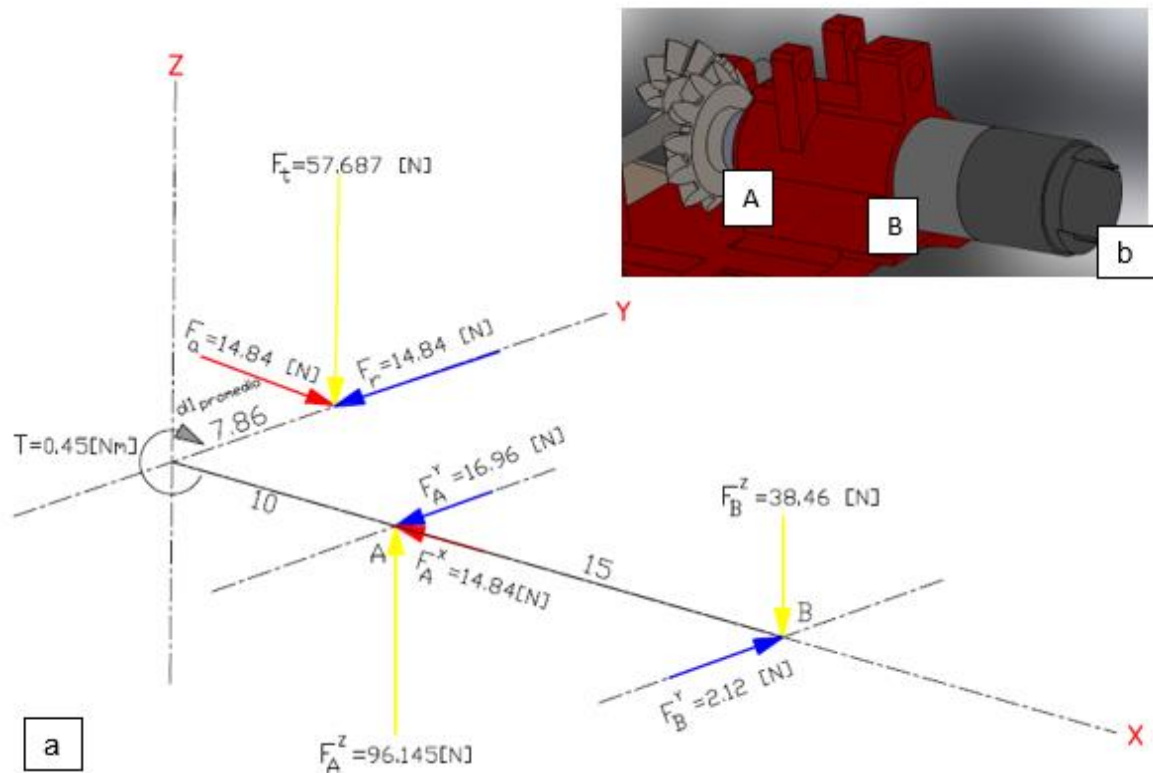 Z
F_t=57.687 [N]
A
B
b
Y
F_a=14.84 [N]
F_r=14.84 [N]
d1 promedio
7.86
T=0.45[Nm]
10
F_A^Y=16.96 [N]
F_B^Z=38.46 [N]
A
F_A^X=14.84[N]
15
B
F_B^Y=2.12 [N]
X
a
F_A^Z=96.145[N]